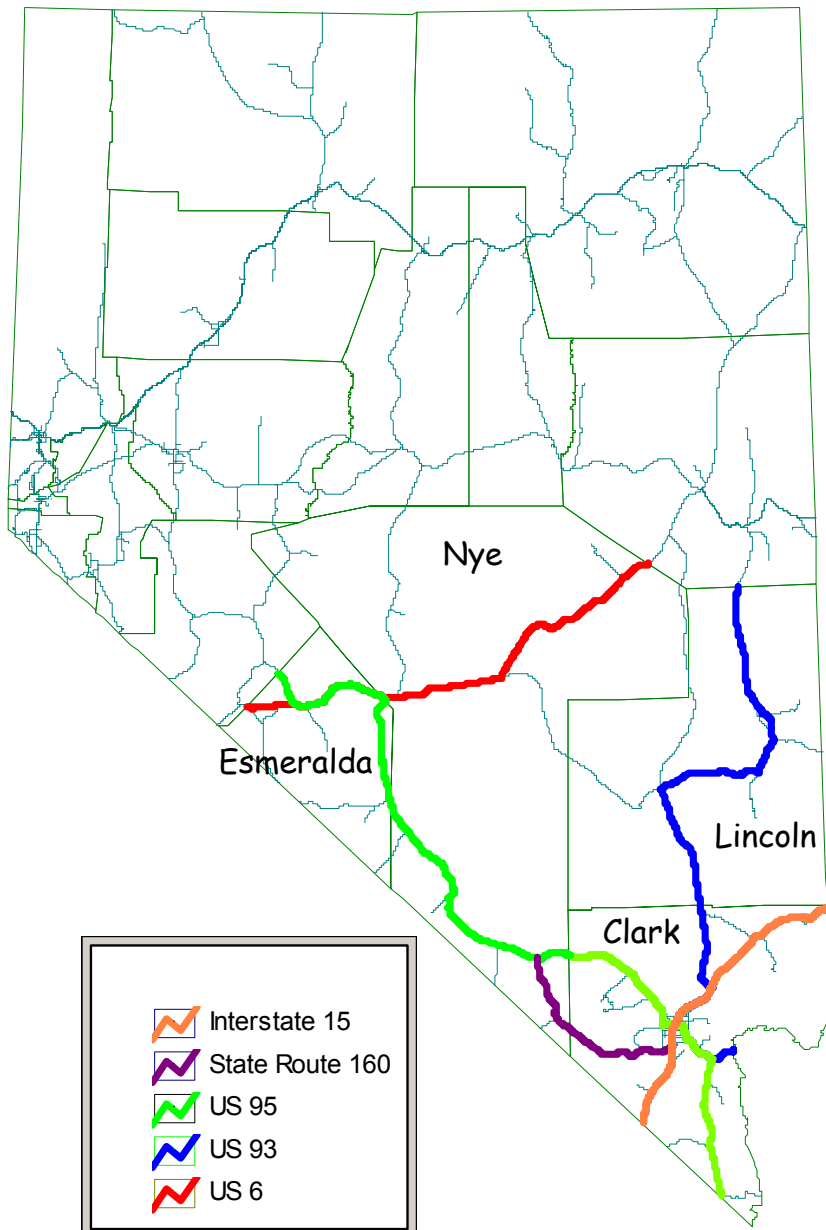 Nye
Esmeralda
Lincoln
Clark
Interstate 15
State Route 160
US 95
US 93
US 6